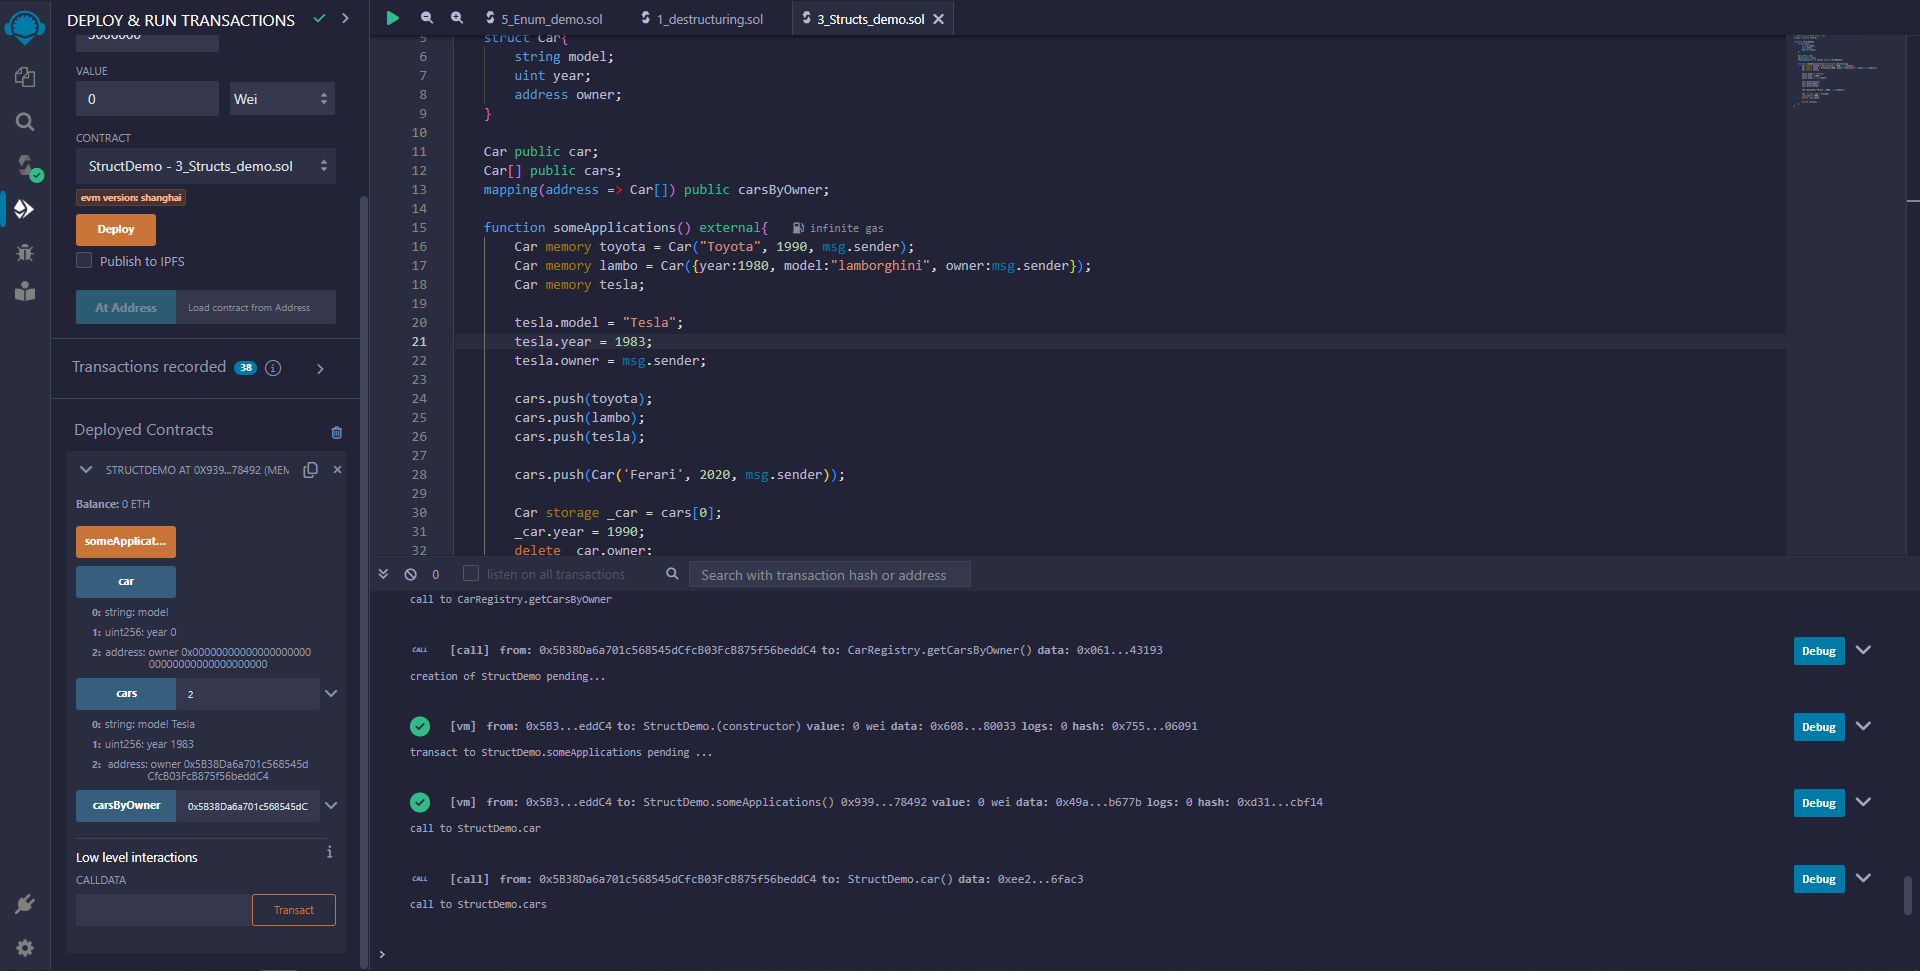 DEPLOY & RUN TRANSACTIONS
3000000
VALUE
0
Wei
CONTRACT
StructDemo - 3_Structs_demo.sol
evm version: shanghai
Deploy
Publish to IPFS
At Address
Load contract from Address
Transactions recorded 38 i
Deployed Contracts
STRUCTDEMO AT 0X939...78492 (MEM
Balance: 0 ETH
someApplicat...
car
0: string: model
1: uint256: year 0
2: address: owner 0x00000000000000000000
00000000000000000000
cars
2
0: string: model Tesla
1: uint256: year 1983
2: address: owner 0x5B38Da6a701c568545d
CfcB03FcB875f56beddC4
carsByOwner
0x5B38Da6a701c568545dC
Low level interactions
i
CALLDATA
Transact
5_Enum_demo.sol
1_destructuring.sol
3_Structs_demo.sol
5 struct Car{
6 string model;
7 uint year;
8 address owner;
9 }
10
11 Car public car;
12 Car[] public cars;
13 mapping(address => Car[]) public carsByOwner;
14
15 function someApplications() external{ infinite gas
16 Car memory toyota = Car("Toyota", 1990, msg.sender);
17 Car memory lambo = Car({year:1980, model:"lamborghini", owner:msg.sender});
18 Car memory tesla;
19
20 tesla.model = "Tesla";
21 tesla.year = 1983;
22 tesla.owner = msg.sender;
23
24 cars.push(toyota);
25 cars.push(lambo);
26 cars.push(tesla);
27
28 cars.push(Car('Ferari', 2020, msg.sender));
29
30 Car storage _car = cars[0];
31 _car.year = 1990;
32 delete _car.owner;
0
listen on all transactions
Search with transaction hash or address
call to CarRegistry.getCarsByOwner
CALL [call] from: 0x5B38Da6a701c568545dCfcB03FcB875f56beddC4 to: CarRegistry.getCarsByOwner() data: 0x061...43193
Debug
creation of StructDemo pending...
[vm] from: 0x5B3...eddC4 to: StructDemo.(constructor) value: 0 wei data: 0x608...80033 logs: 0 hash: 0x755...06091
Debug
transact to StructDemo.someApplications pending ...
[vm] from: 0x5B3...eddC4 to: StructDemo.someApplications() 0x939...78492 value: 0 wei data: 0x49a...b677b logs: 0 hash: 0xd31...cbf14
Debug
call to StructDemo.car
CALL [call] from: 0x5B38Da6a701c568545dCfcB03FcB875f56beddC4 to: StructDemo.car() data: 0xee2...6fac3
Debug
call to StructDemo.cars
>